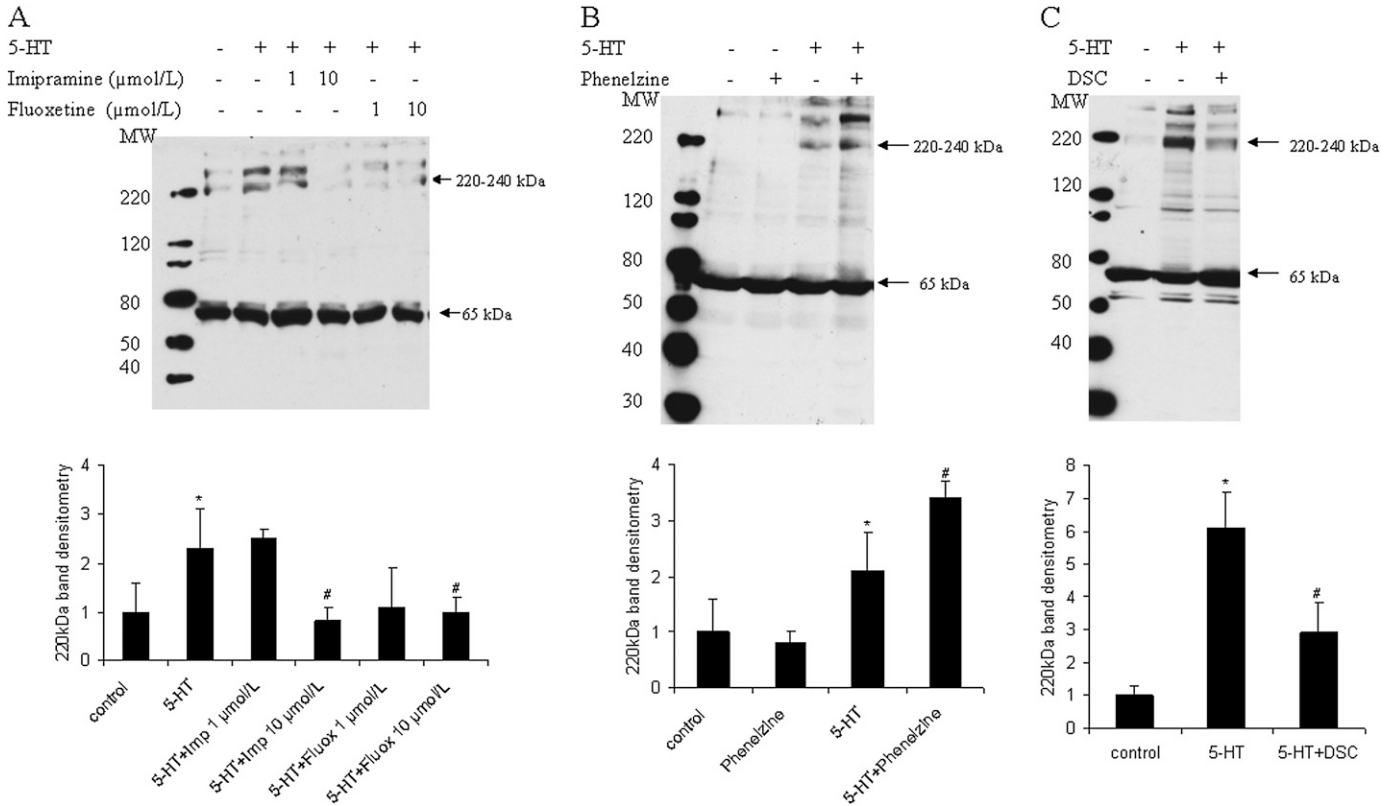 A
5-HT - + + + + +
Imipramine (µmol/L) - - 1 10 - -
Fluoxetine (µmol/L) - - - - 1 10
MW
220
120
80
50
40
220-240 kDa
65 kDa
220kDa band densitometry
4
3
2
1
0
*
#
#
control
5-HT
5-HT+Imp 1 µmol/L
5-HT+Imp 10 µmol/L
5-HT+Fluox 1 µmol/L
5-HT+Fluox 10 µmol/L
B
5-HT - - + +
Phenelzine - + - +
MW
220
120
80
50
40
30
220-240 kDa
65 kDa
220kDa band densitometry
4
3
2
1
0
*
#
control
Phenelzine
5-HT
5-HT+Phenelzine
C
5-HT - + +
DSC - - +
MW
220
120
80
50
40
220-240 kDa
65 kDa
220kDa band densitometry
8
7
6
5
4
3
2
1
0
*
#
control
5-HT
5-HT+DSC